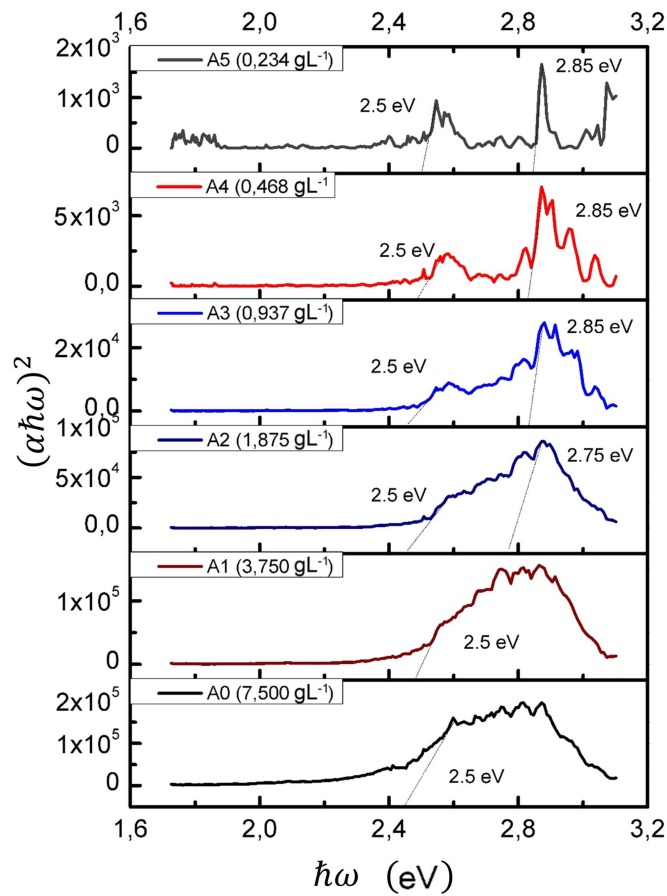 1,6 2,0 2,4 2,8 3,2
A5 (0,234 gL⁻¹)
2x10³
1x10³
0
2.5 eV
2.85 eV
A4 (0,468 gL⁻¹
5x10³
0,0
2.5 eV
2.85 eV
A3 (0,937 gL⁻¹)
2x10⁴
0,0
2.5 eV
2.85 eV
A2 (1,875 gL⁻¹)
1x10⁵
5x10⁴
0,0
2.5 eV
2.75 eV
A1 (3,750 gL⁻¹)
1x10⁵
0
2.5 eV
A0 (7,500 gL⁻¹)
2x10⁵
1x10⁵
0
2.5 eV
(αℏω)²
1,6 2,0 2,4 2,8 3,2
ℏω (eV)